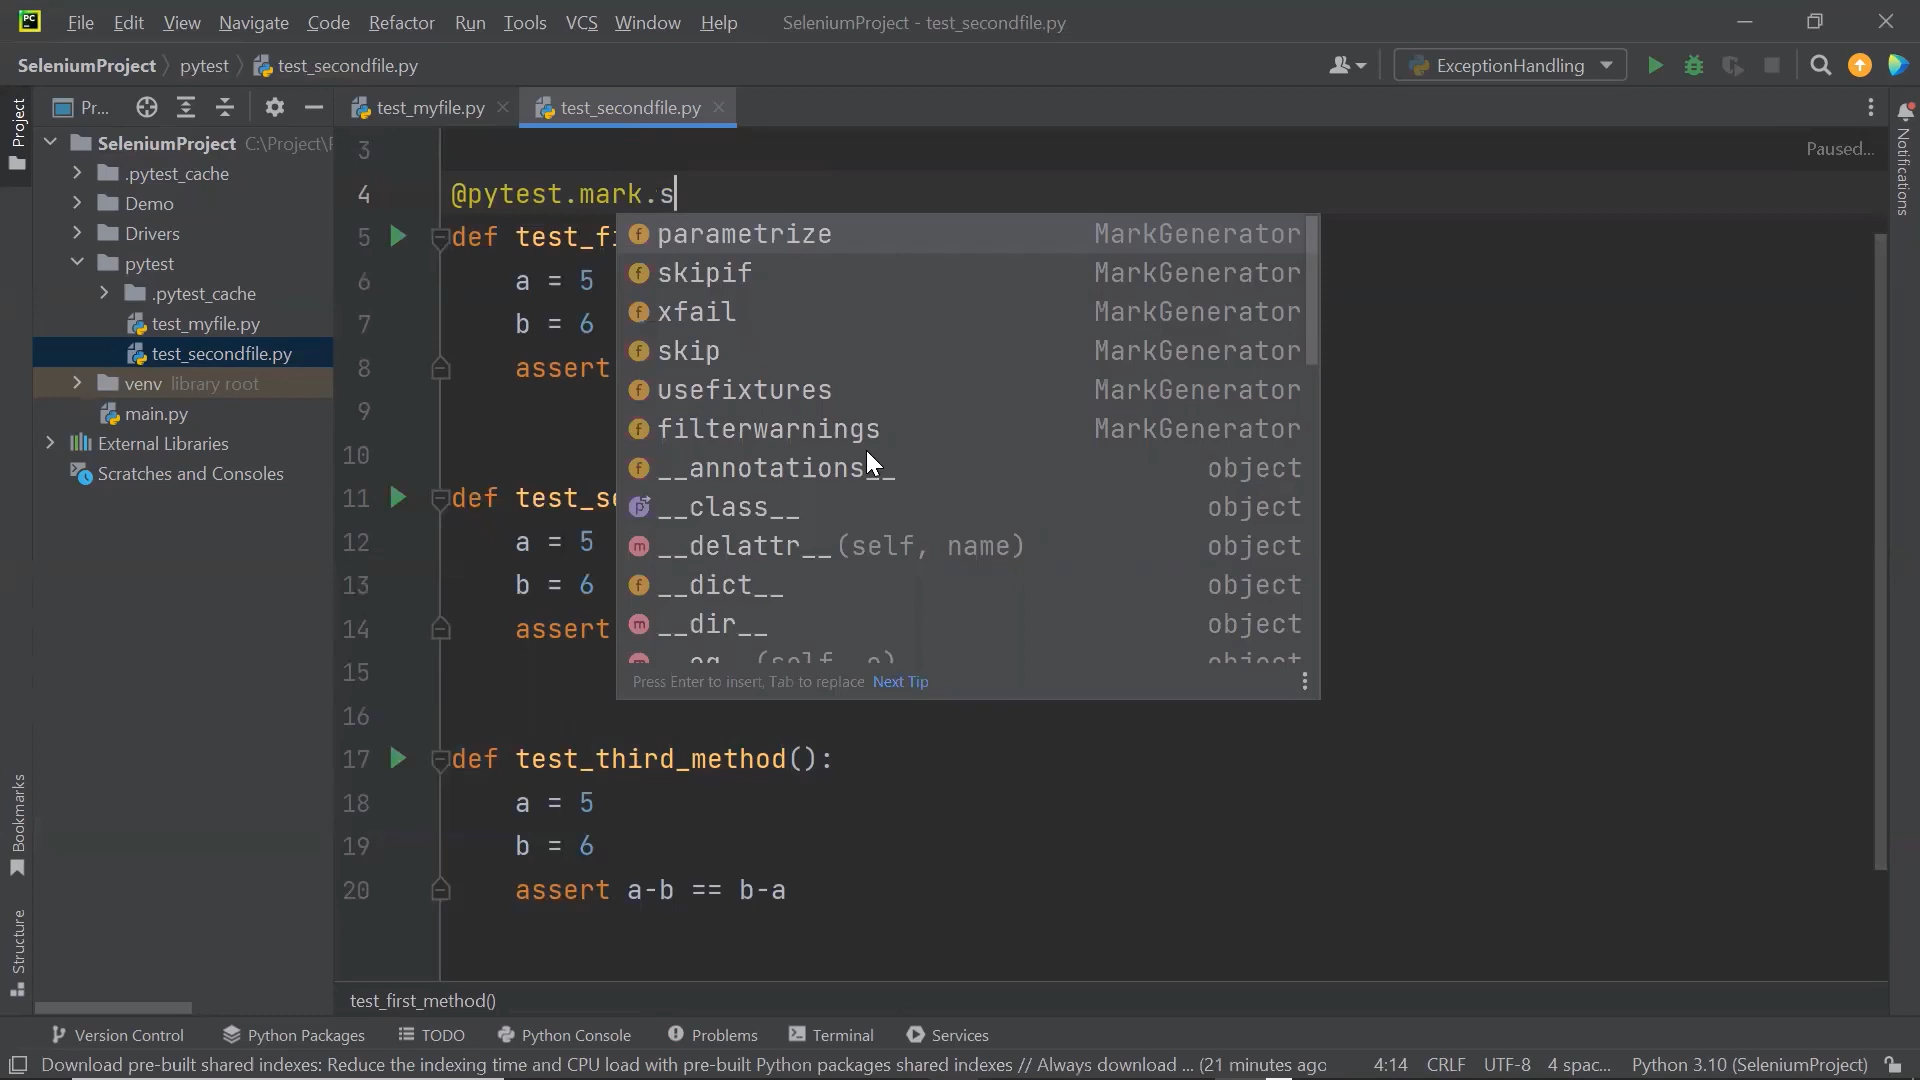 PC File Edit View Navigate Code Refactor Run Tools VCS Window Help SeleniumProject - test_secondfile.py
SeleniumProject pytest test_secondfile.py ExceptionHandling
Project Pr... test_myfile.py test_secondfile.py
SeleniumProject C:\Project\
.pytest_cache
Demo
Drivers
pytest
.pytest_cache
test_myfile.py
test_secondfile.py
venv library root
main.py
External Libraries
Scratches and Consoles
Bookmarks
Structure
Notifications
Paused...
3
4 @pytest.mark.s
5 def test_fi
6 a = 5
7 b = 6
8 assert
9
10
11 def test_se
12 a = 5
13 b = 6
14 assert
15
16
17 def test_third_method():
18 a = 5
19 b = 6
20 assert a-b == b-a
parametrize MarkGenerator
skipif MarkGenerator
xfail MarkGenerator
skip MarkGenerator
usefixtures MarkGenerator
filterwarnings MarkGenerator
__annotations__ object
__class__ object
__delattr__(self, name) object
__dict__ object
__dir__ object
Press Enter to insert, Tab to replace Next Tip
test_first_method()
Version Control Python Packages TODO Python Console Problems Terminal Services
Download pre-built shared indexes: Reduce the indexing time and CPU load with pre-built Python packages shared indexes // Always download ... (21 minutes ago 4:14 CRLF UTF-8 4 spac... Python 3.10 (SeleniumProject)